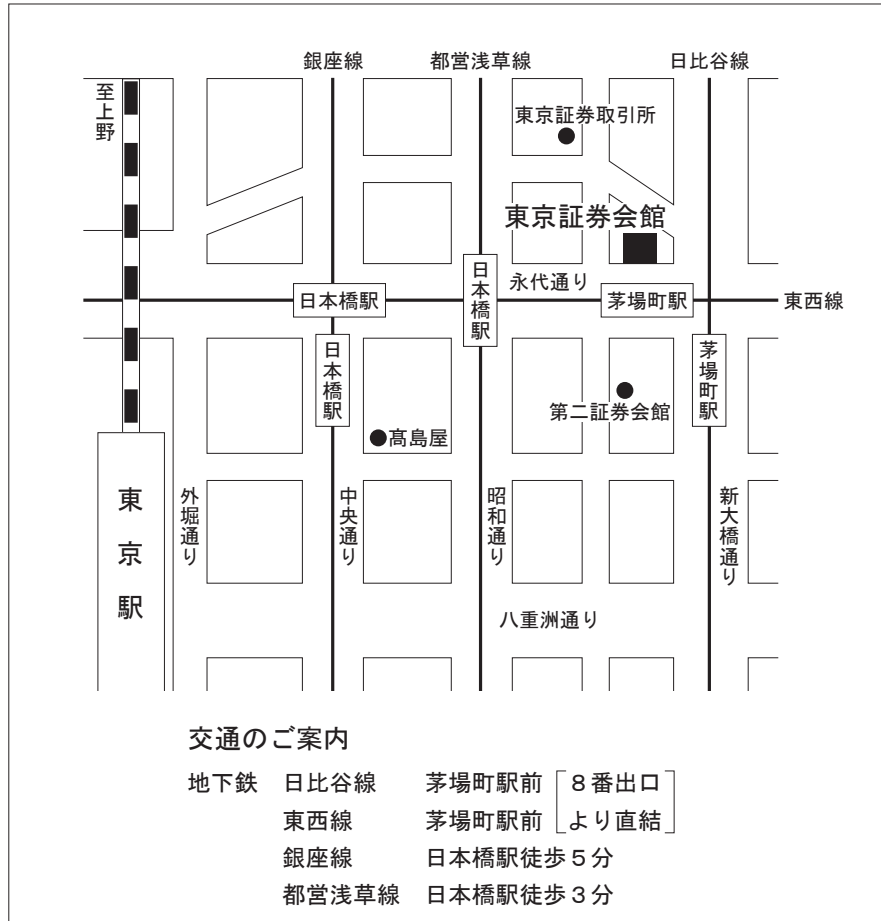 銀座線
都営浅草線
日比谷線
至上野
東京証券取引所
東京証券会館
永代通り
日本橋駅
日本橋駅
茅場町駅
東西線
日本橋駅
茅場町駅
第二証券会館
髙島屋
東京駅
外堀通り
中央通り
昭和通り
新大橋通り
八重洲通り
交通のご案内
地下鉄 日比谷線 茅場町駅前 8番出口
東西線 茅場町駅前 より直結
銀座線 日本橋駅徒歩5分
都営浅草線 日本橋駅徒歩3分